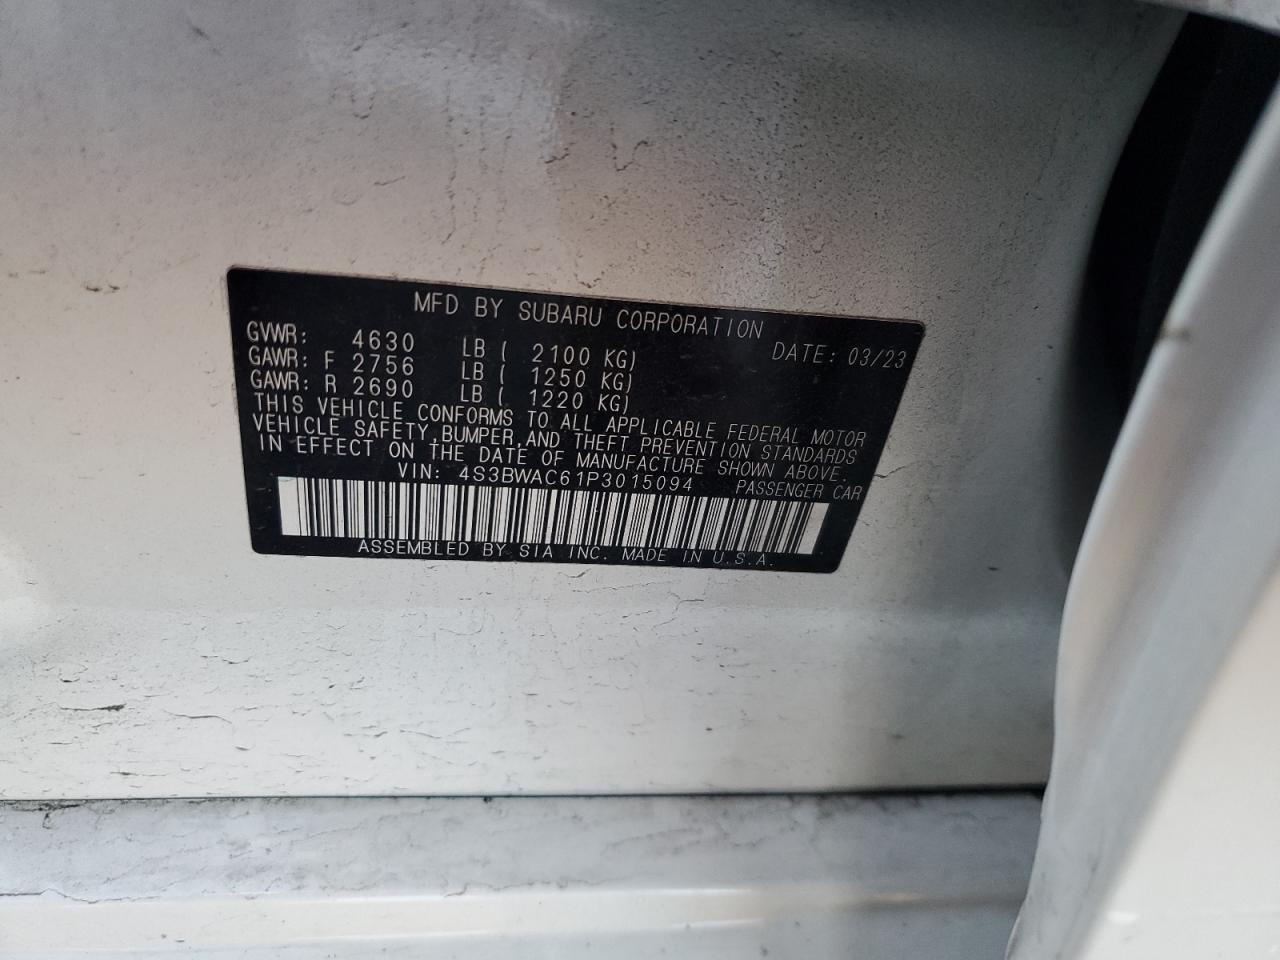 MFD BY SUBARU CORPORATION
GVWR: 4630 LB ( 2100 KG) DATE: 03/23
GAWR: F 2756 LB ( 1250 KG)
GAWR: R 2690 LB ( 1220 KG)
THIS VEHICLE CONFORMS TO ALL APPLICABLE FEDERAL MOTOR
VEHICLE SAFETY,BUMPER,AND THEFT PREVENTION STANDARDS
IN EFFECT ON THE DATE OF MANUFACTURE SHOWN ABOVE.
VIN: 4S3BWAC61P3015094 PASSENGER CAR
ASSEMBLED BY SIA INC. MADE IN U.S.A.